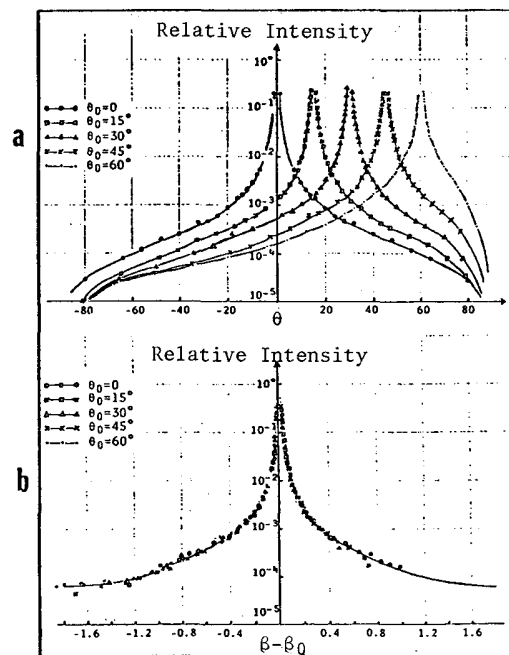 a
Relative Intensity
10⁰
10⁻¹
10⁻²
10⁻³
10⁻⁴
10⁻⁵
θ₀=0
θ₀=15°
θ₀=30°
θ₀=45°
θ₀=60°
-80 -60 -40 -20 0 20 40 60 80
θ
b
Relative Intensity
10⁰
10⁻¹
10⁻²
10⁻³
10⁻⁴
10⁻⁵
θ₀=0
θ₀=15°
θ₀=30°
θ₀=45°
θ₀=60°
-1.6 -1.2 -0.8 -0.4 0 0.4 0.8 1.2 1.6
β-β₀